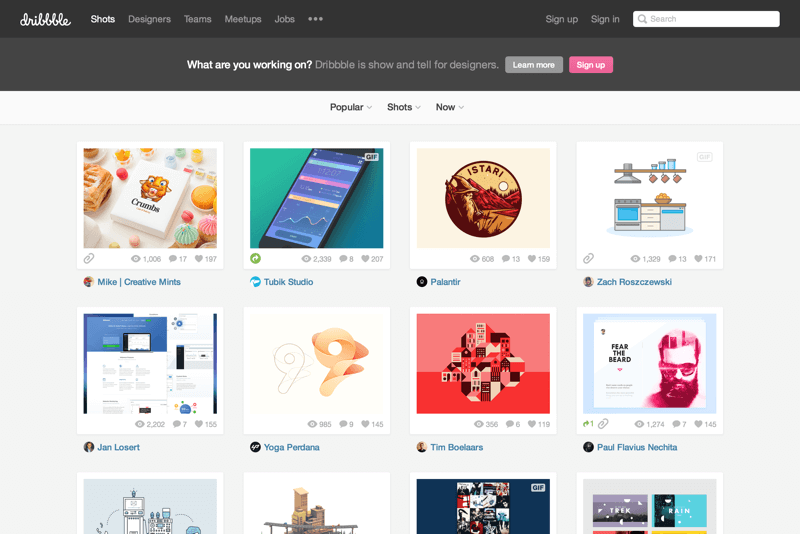 dribbble Shots Designers Teams Meetups Jobs Sign up Sign in Search
What are you working on? Dribbble is show and tell for designers. Learn more Sign up
Popular Shots Now
Crumbs
GIF
ISTARI
GIF
1,006 17 197
2,339 8 207
608 13 159
1,329 13 171
Mike | Creative Mints
Tubik Studio
Palantir
Zach Roszczewski
99
FEAR
THE
BEARD
2,202 7 155
985 9 145
356 6 119
1 1,274 7 145
Jan Losert
Yoga Perdana
Tim Boelaars
Paul Flavius Nechita
GIF
TREK
RAIN